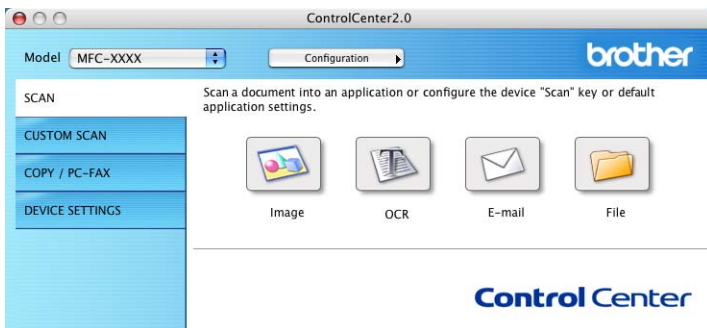 ControlCenter2.0
Model MFC-XXXX Configuration brother
SCAN
CUSTOM SCAN
COPY / PC-FAX
DEVICE SETTINGS
Scan a document into an application or configure the device "Scan" key or default
application settings.
Image OCR E-mail File
Control Center